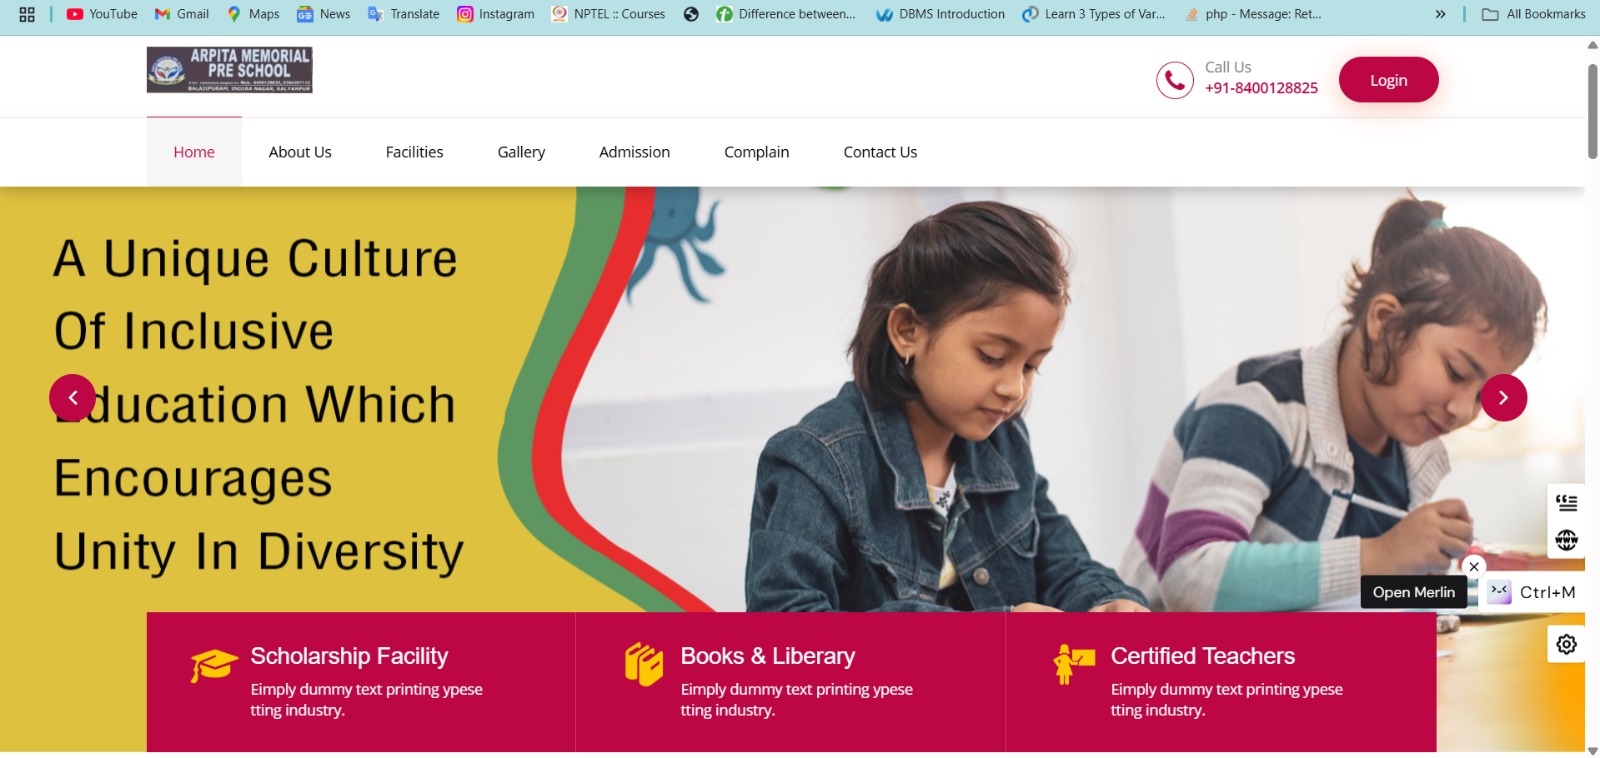 YouTube Gmail Maps News Translate Instagram NPTEL :: Courses Difference between... DBMS Introduction Learn 3 Types of Var... php - Message: Ret... » All Bookmarks
ARPITA MEMORIAL
PRE SCHOOL
BALAJIPURAM, INDIRA NAGAR, KALYANPUR
Call Us
+91-8400128825
Login
Home About Us Facilities Gallery Admission Complain Contact Us
A Unique Culture
Of Inclusive
Education Which
Encourages
Unity In Diversity
Open Merlin
Ctrl+M
Scholarship Facility
Eimply dummy text printing ypese
tting industry.
Books & Liberary
Eimply dummy text printing ypese
tting industry.
Certified Teachers
Eimply dummy text printing ypese
tting industry.